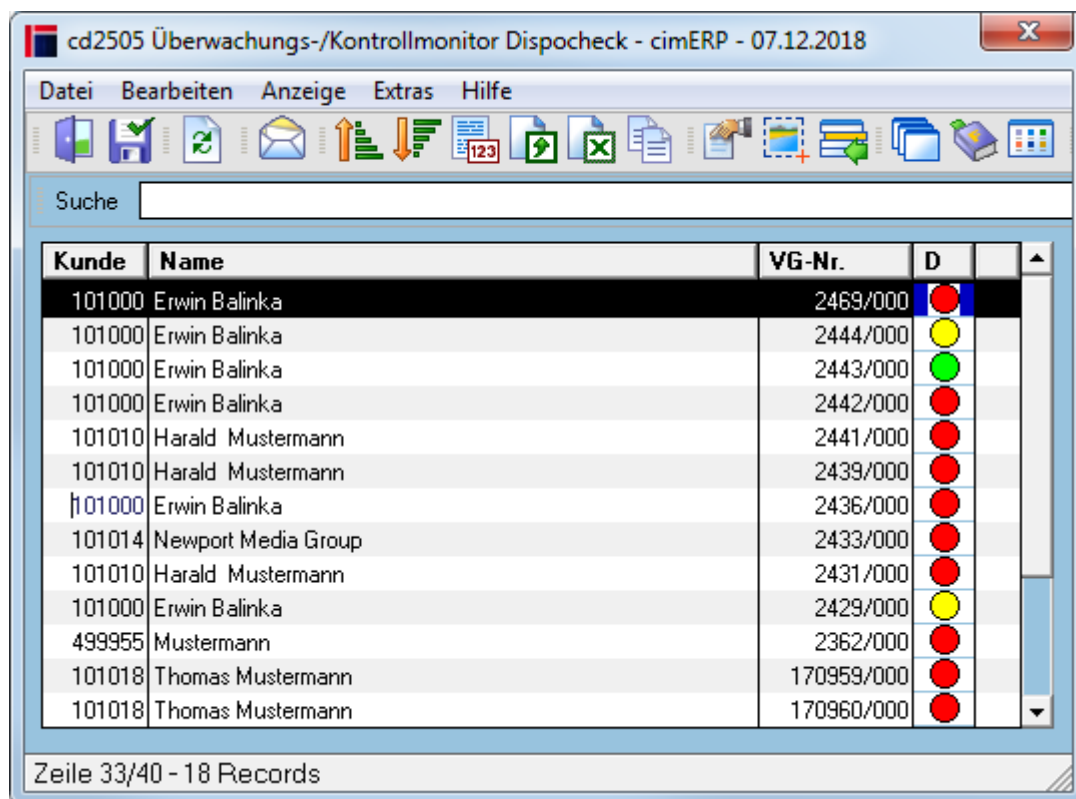 cd2505 Überwachungs-/Kontrollmonitor Dispocheck - cimERP - 07.12.2018
Datei Bearbeiten Anzeige Extras Hilfe
123
Suche
Kunde Name VG-Nr. D
101000 Erwin Balinka 2469/000
101000 Erwin Balinka 2444/000
101000 Erwin Balinka 2443/000
101000 Erwin Balinka 2442/000
101010 Harald Mustermann 2441/000
101010 Harald Mustermann 2439/000
101000 Erwin Balinka 2436/000
101014 Newport Media Group 2433/000
101010 Harald Mustermann 2431/000
101000 Erwin Balinka 2429/000
499955 Mustermann 2362/000
101018 Thomas Mustermann 170959/000
101018 Thomas Mustermann 170960/000
Zeile 33/40 - 18 Records